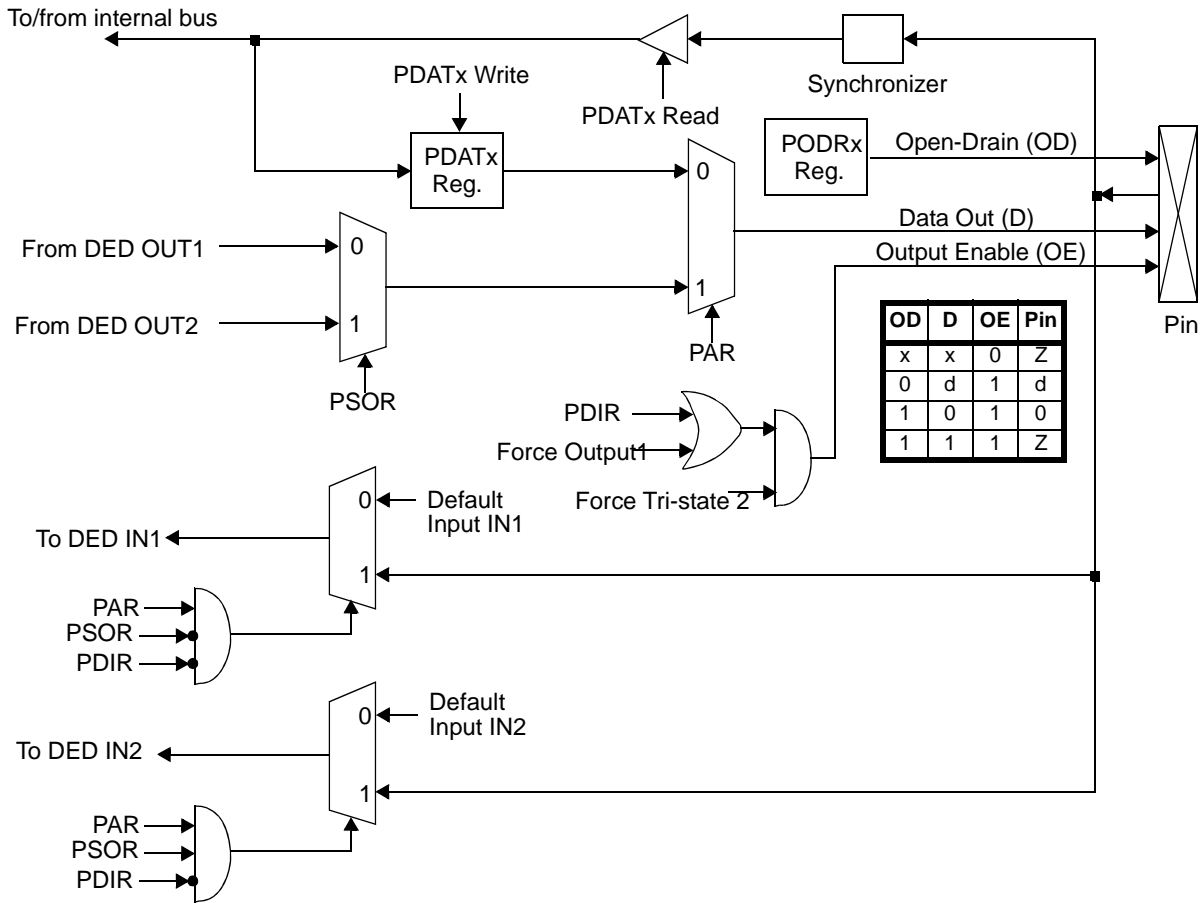 To/from internal bus
Synchronizer
PDATx Write
PDATx Read
PDATx
Reg.
PODRx
Reg.
Open-Drain (OD)
0
Data Out (D)
From DED OUT1
0
Output Enable (OE)
1
From DED OUT2
1
Pin
PAR
PSOR
OD D OE Pin
x x 0 Z
0 d 1 d
1 0 1 0
1 1 1 Z
PDIR
Force Output1
Force Tri-state 2
0
Default
Input IN1
To DED IN1
1
PAR
PSOR
PDIR
0
Default
Input IN2
To DED IN2
1
PAR
PSOR
PDIR